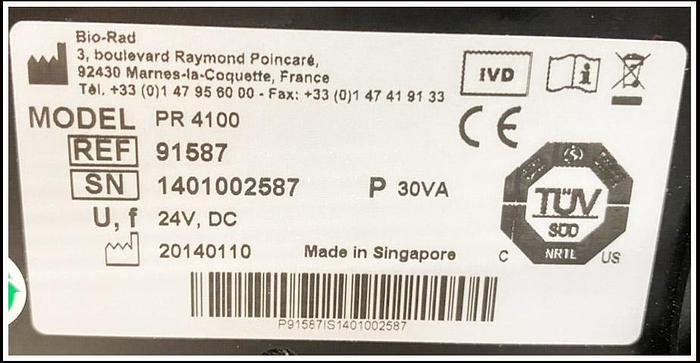 Bio-Rad
3, boulevard Raymond Poincaré,
92430 Marnes-la-Coquette, France
Tél. +33 (0)1 47 95 60 00 - Fax: +33 (0)1 47 41 91 33
IVD
i
CE
MODEL PR 4100
REF 91587
SN 1401002587 P 30VA
U, f 24V, DC
20140110 Made in Singapore
TÜV
SÜD
C NRTL US
P91587IS1401002587